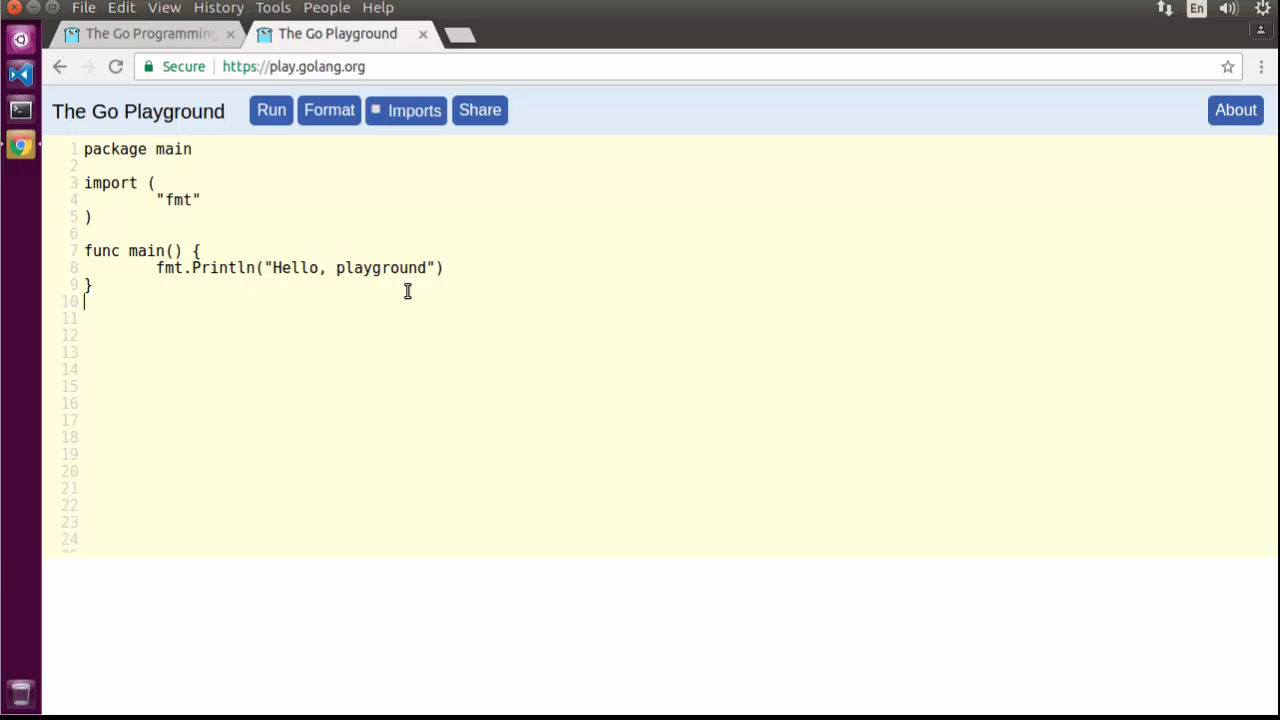 File Edit View History Tools People Help
En
The Go Programming
The Go Playground
Secure https://play.golang.org
The Go Playground Run Format Imports Share About
1 package main
2
3 import (
4 "fmt"
5 )
6
7 func main() {
8 fmt.Println("Hello, playground")
9 }
10
11
12
13
14
15
16
17
18
19
20
21
22
23
24